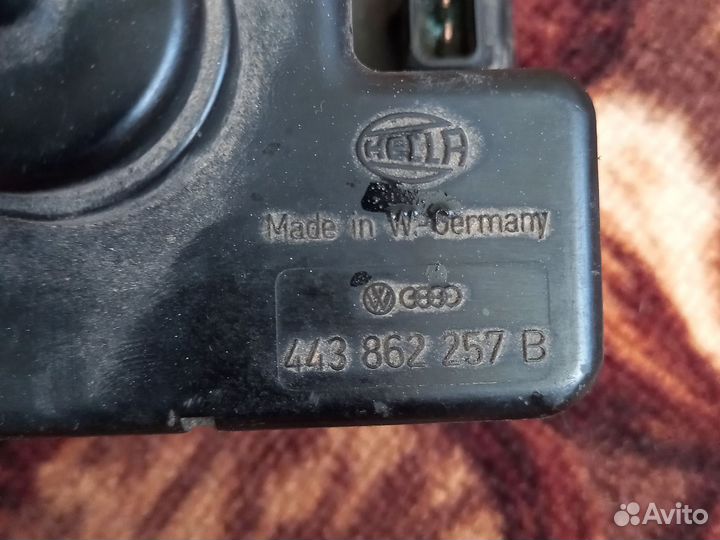 HELLA
Made in W.-Germany
443 862 257 B
Avito